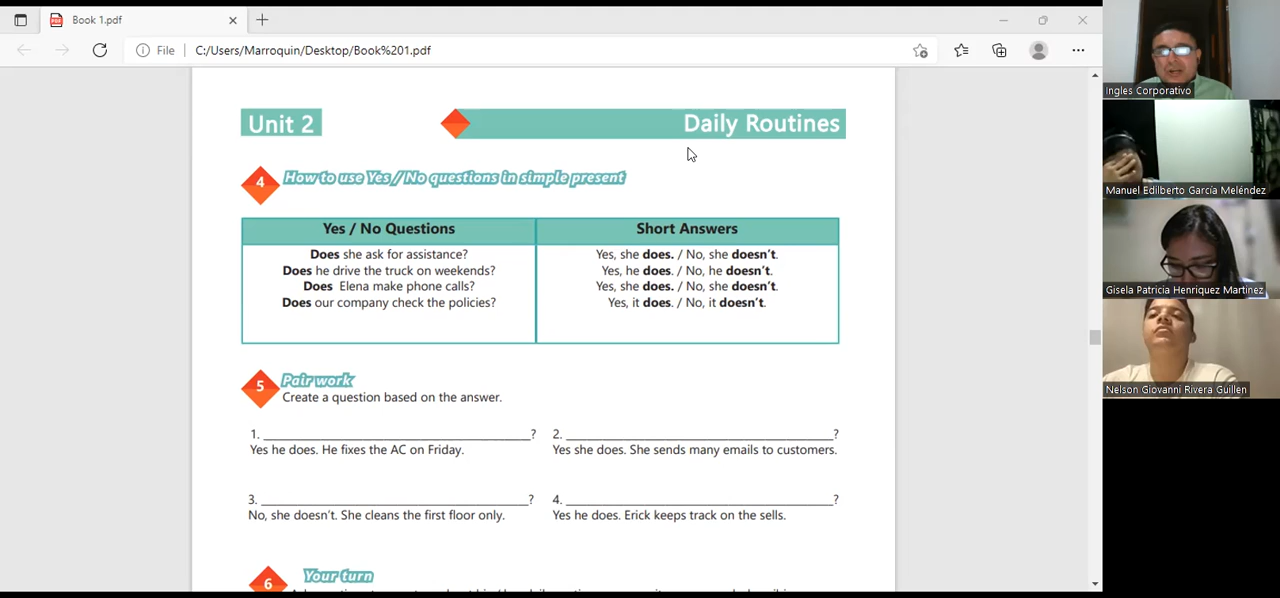 Book 1.pdf
File
C:/Users/Marroquin/Desktop/Book%201.pdf
Unit 2
Daily Routines
4 How to use Yes / No questions in simple present
Yes / No Questions
Short Answers
Does she ask for assistance?
Yes, she does. / No, she doesn't.
Does he drive the truck on weekends?
Yes, he does. / No, he doesn't.
Does Elena make phone calls?
Yes, she does. / No, she doesn't.
Does our company check the policies?
Yes, it does. / No, it doesn't.
5 Pair work
Create a question based on the answer.
1. ______________________________?
2. ______________________________?
Yes he does. He fixes the AC on Friday.
Yes she does. She sends many emails to customers.
3. ______________________________?
4. ______________________________?
No, she doesn't. She cleans the first floor only.
Yes he does. Erick keeps track on the sells.
6 Your turn
Ingles Corporativo
Manuel Edilberto García Meléndez
Gisela Patricia Henriquez Martinez
Nelson Giovanni Rivera Guillen